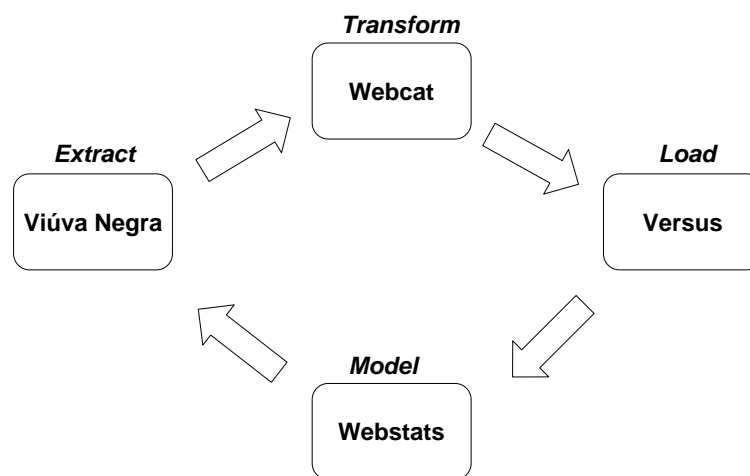 Transform
Webcat
Extract
Viúva Negra
Load
Versus
Model
Webstats